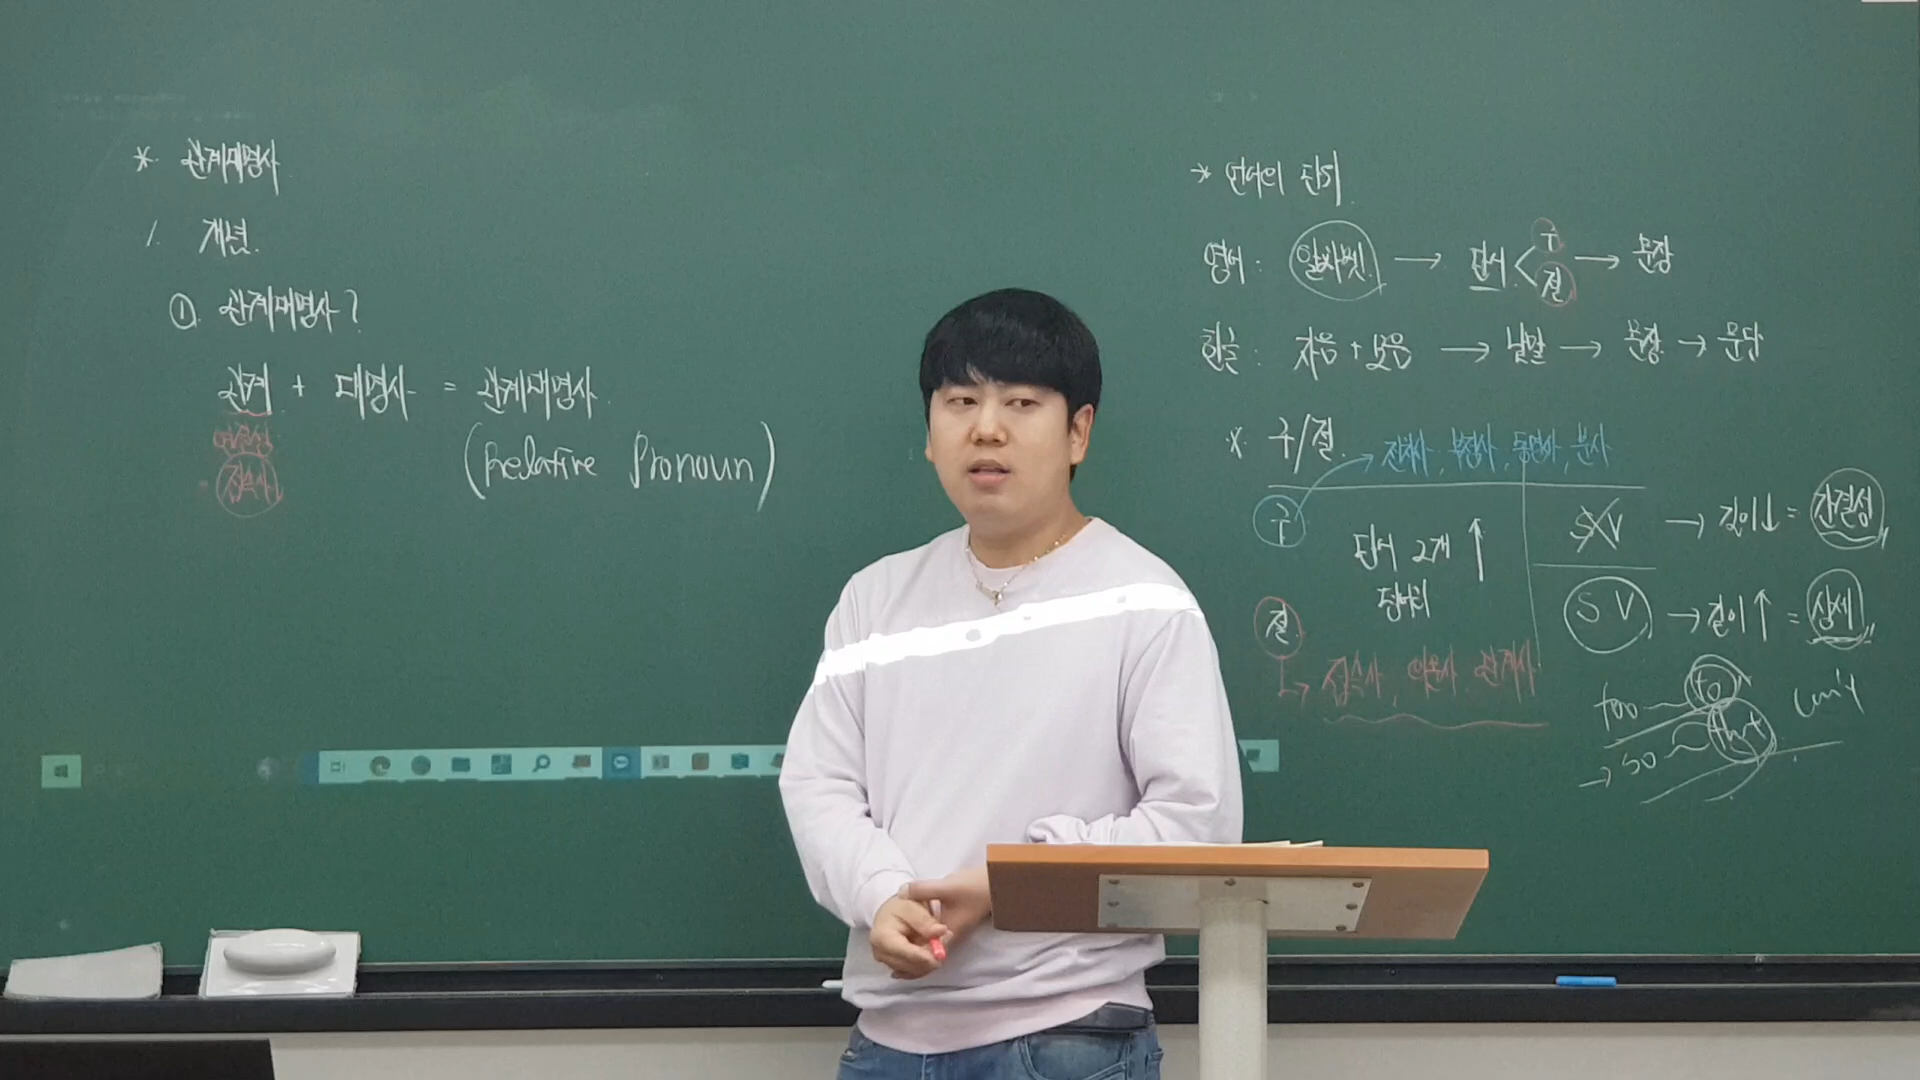 * 관계대명사
1. 개념.
①. 관계대명사?
관계 + 대명사 = 관계대명사.
연결성
접속사
(Relative Pronoun)
* 언어의 단위
영어 : 알파벳 → 단어 < 구 절 → 문장
한글 : 자음 + 모음 → 낱말 → 문장 → 문단
* 구/절.
→ 전치사, 부정사, 동명사, 분사
구
단어 2개 ↑
덩어리
SV → 길이↓ = 간결성
절
S V → 길이↑ = 상세
→ 접속사, 의문사, 관계사
too ~ to
can't
→ so ~ that